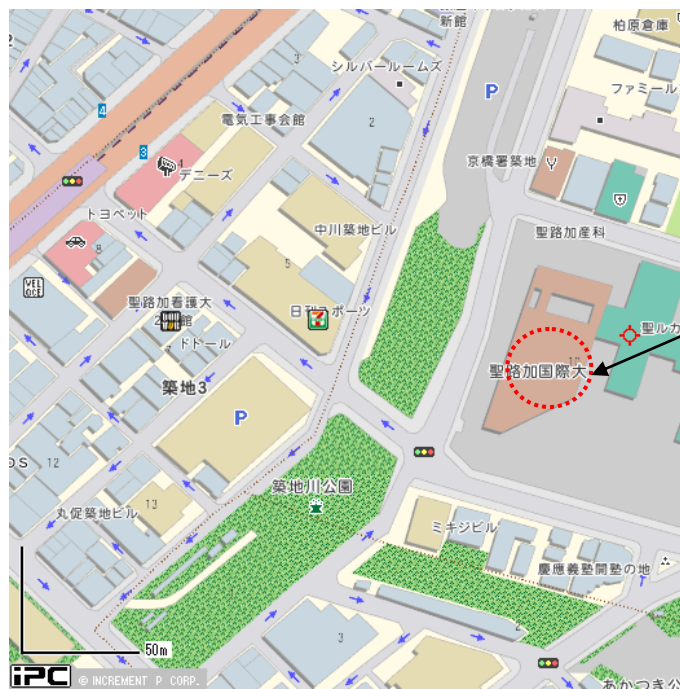 新館
柏原倉庫
シルバールームズ
P
ファミール
3
4
2
電気工事会館
3
デニーズ
京橋署築地
トヨペット
8
中川築地ビル
聖路加産科
5
VELOCE
聖路加看護大
日刊スポーツ
聖ルカ
ドトール
聖路加国際大
築地3
P
12
築地川公園
13
丸促築地ビル
ミキジビル
慶應義塾開塾の地
3
2
50m
あかつき公
iPC © INCREMENT P CORP.